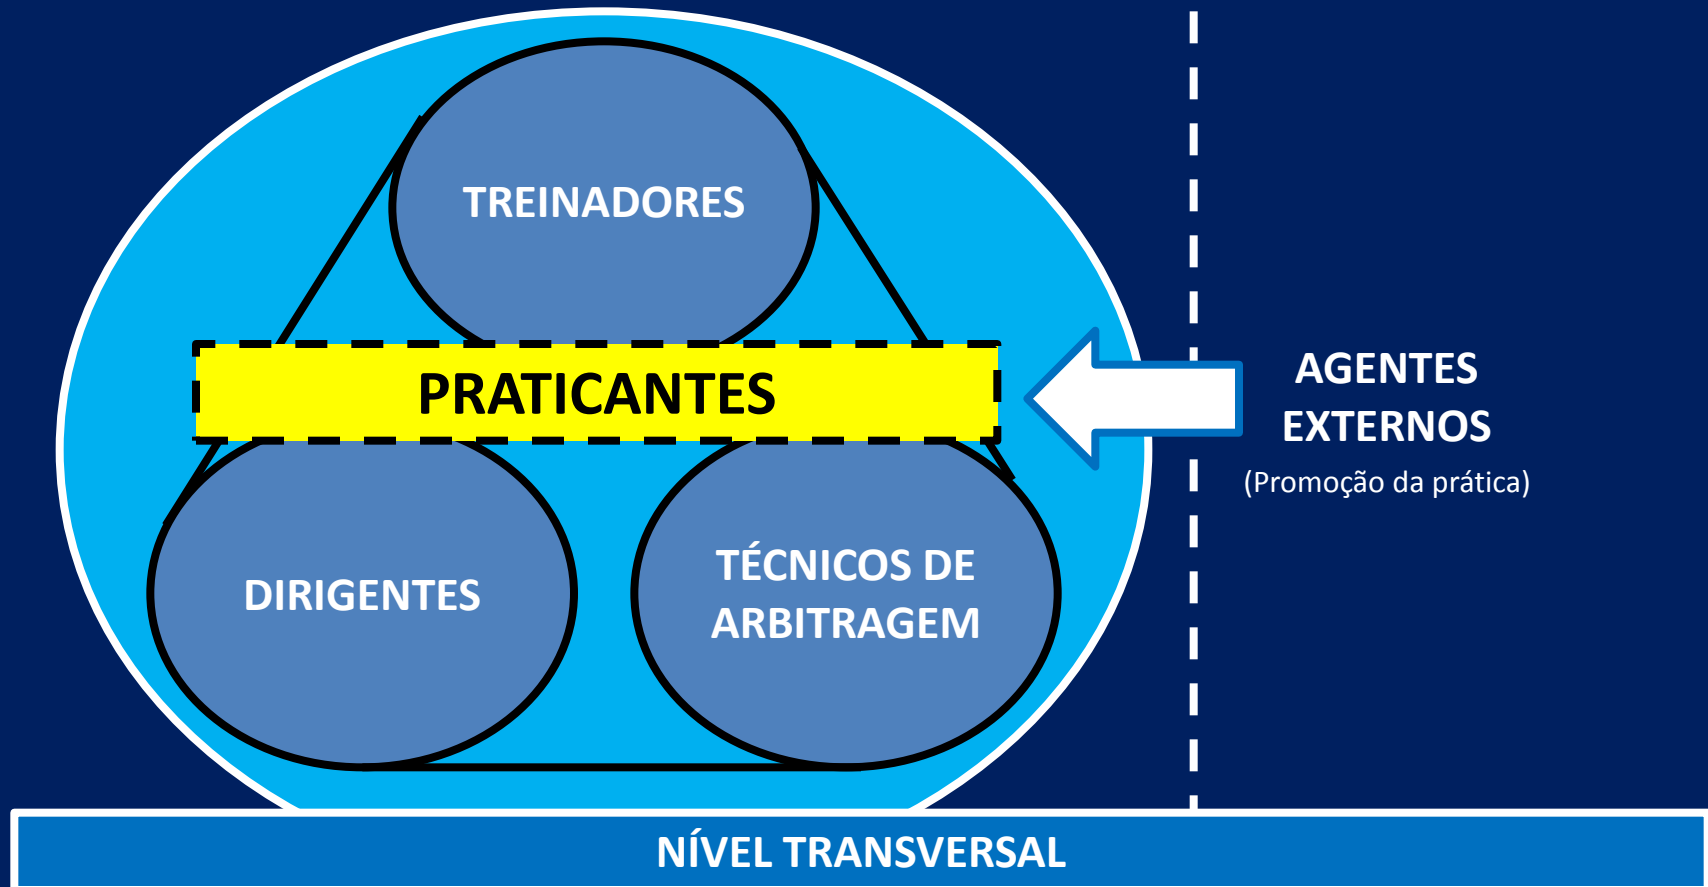 TREINADORES
PRATICANTES
AGENTES
EXTERNOS
(Promoção da prática)
DIRIGENTES
TÉCNICOS DE
ARBITRAGEM
NÍVEL TRANSVERSAL